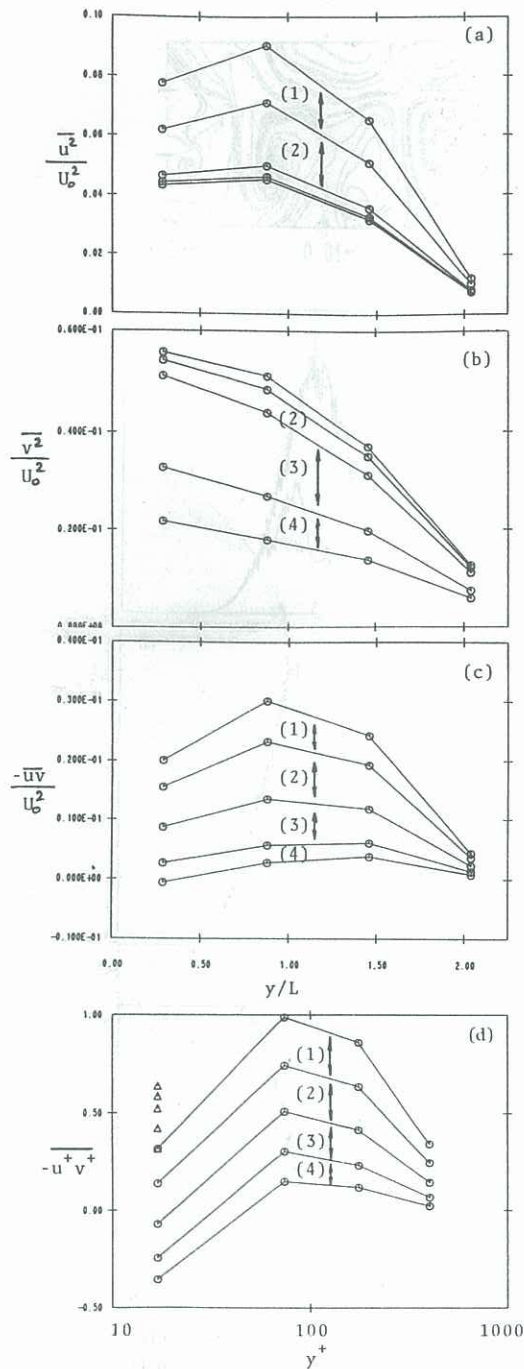 (a)
0.10
0.08
0.06
0.04
0.02
0.00
u²
U₀²
(1)
(2)
(b)
0.600E-01
0.400E-01
0.200E-01
0.000E+00
v²
U₀²
(2)
(3)
(4)
(c)
0.400E-01
0.300E-01
0.200E-01
0.100E-01
0.000E+00
-0.100E-01
-uv
U₀²
(1)
(2)
(3)
(4)
0.00 0.50 1.00 1.50 2.00
y/L
(d)
1.00
0.50
0.00
-0.50
-u⁺v⁺
(1)
(2)
(3)
(4)
10 100 1000
y⁺